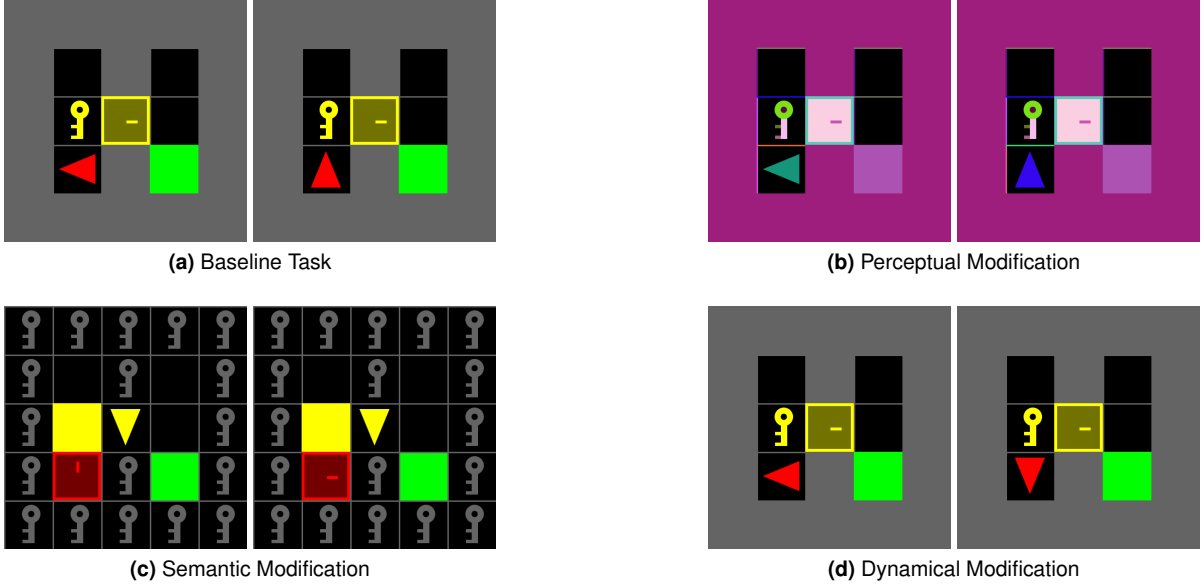 (a) Baseline Task
(b) Perceptual Modification
(c) Semantic Modification
(d) Dynamical Modification